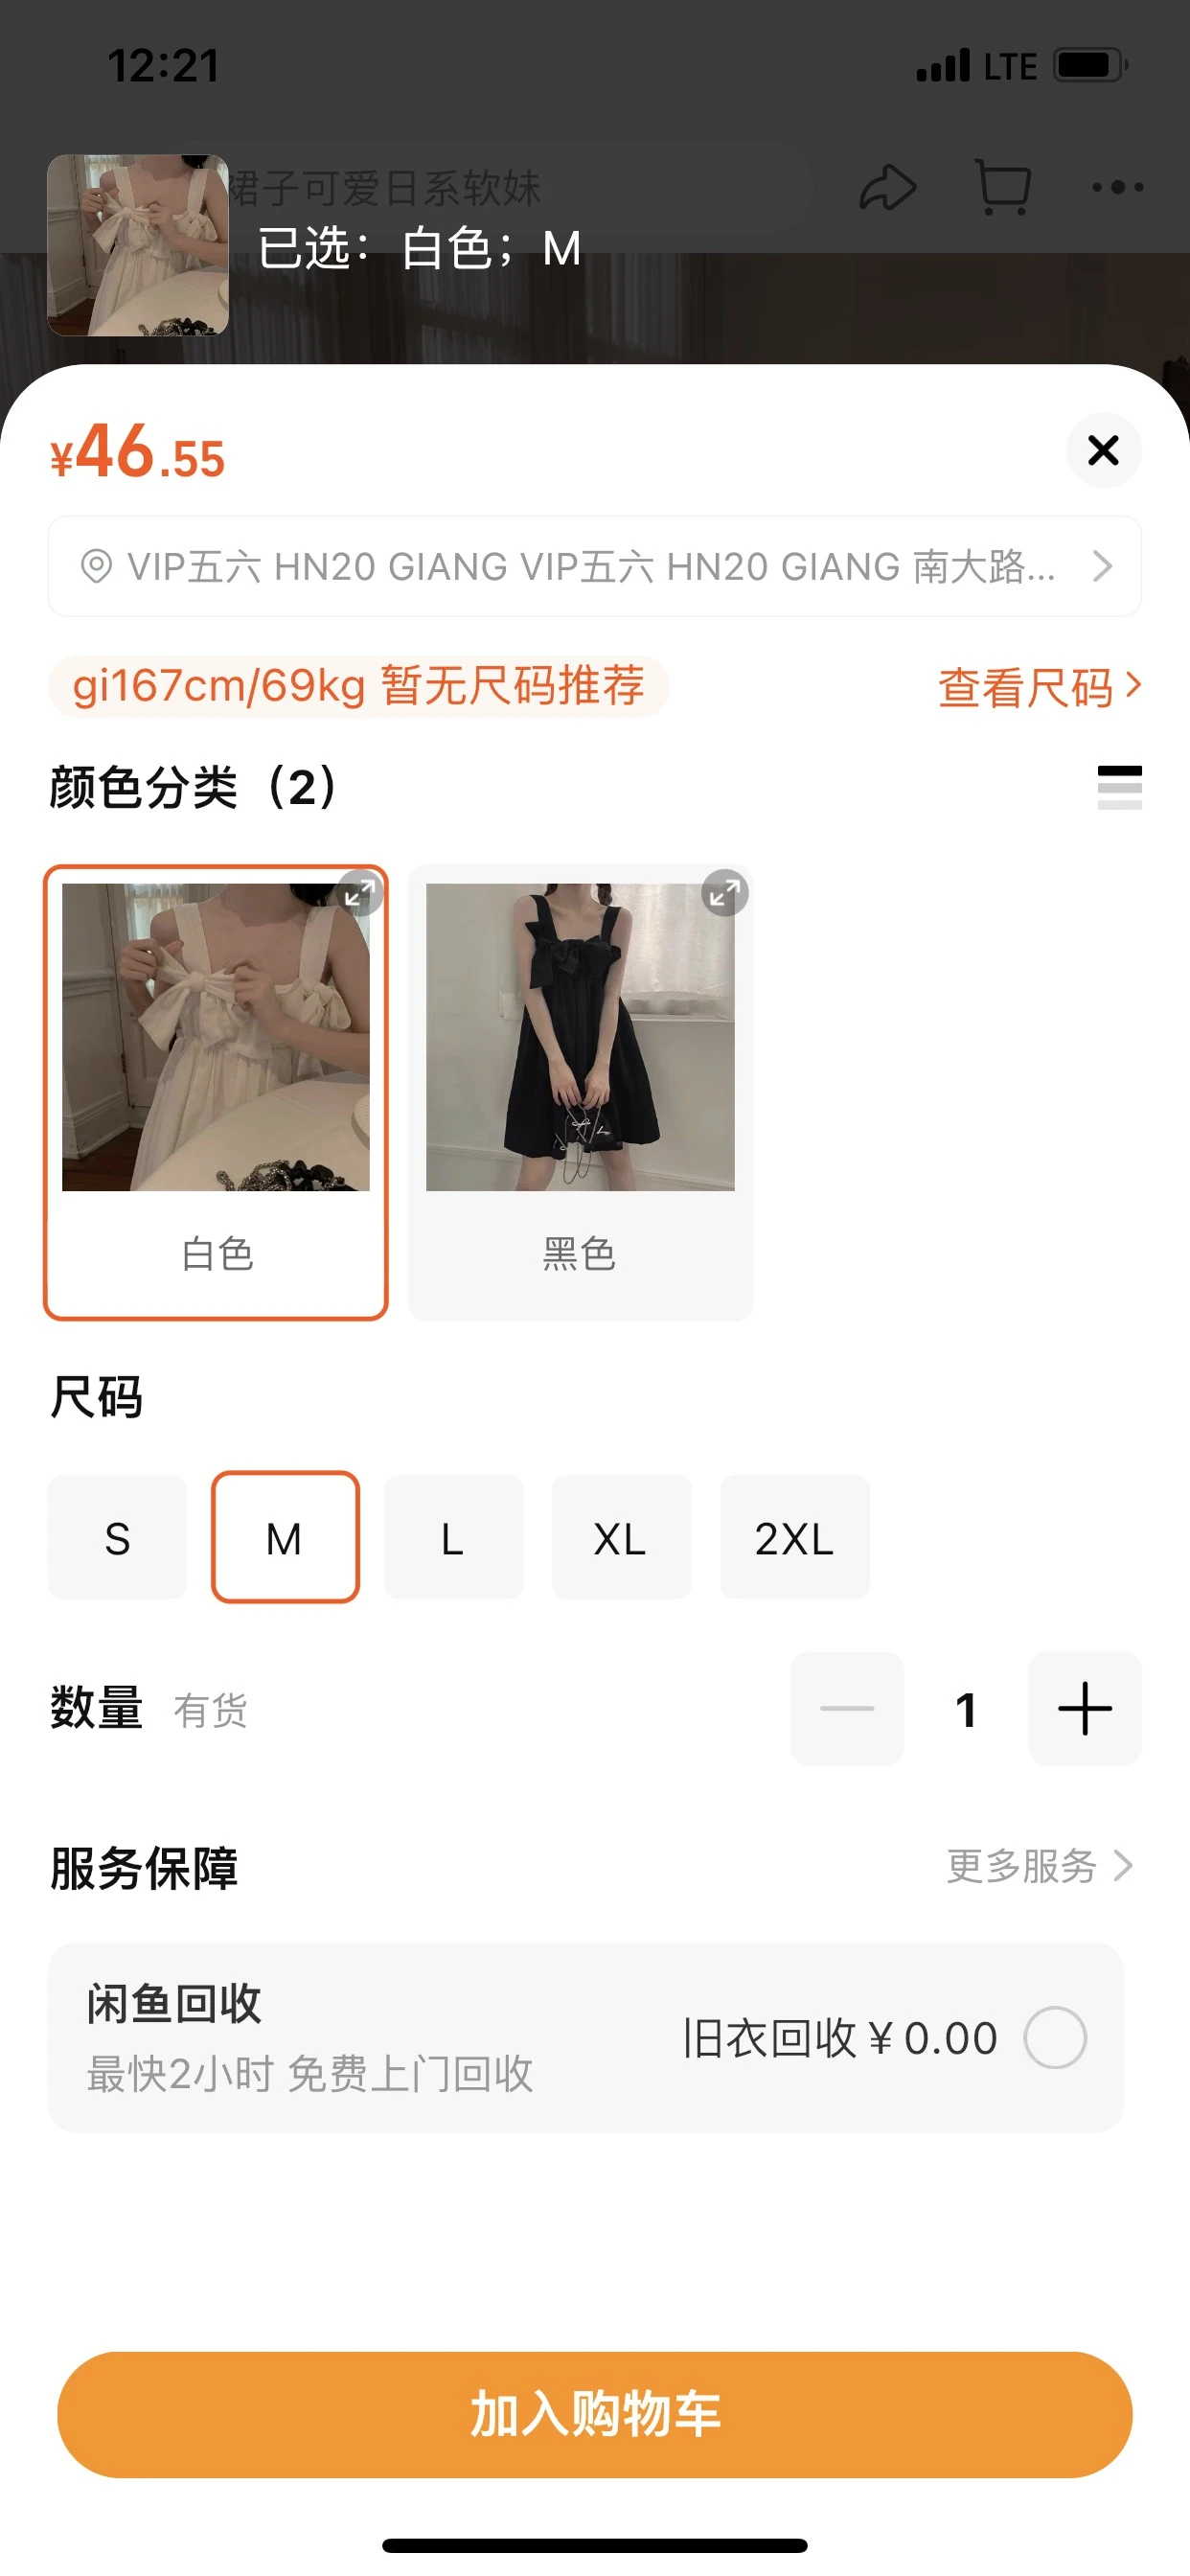 12:21
LTE
裙子可爱日系软妹
已选：白色；M
¥46.55
VIP五六 HN20 GIANG VIP五六 HN20 GIANG 南大路...
gi167cm/69kg 暂无尺码推荐
查看尺码
颜色分类（2）
白色
黑色
尺码
S
M
L
XL
2XL
数量 有货
1
服务保障
更多服务
闲鱼回收
旧衣回收￥0.00
最快2小时 免费上门回收
加入购物车